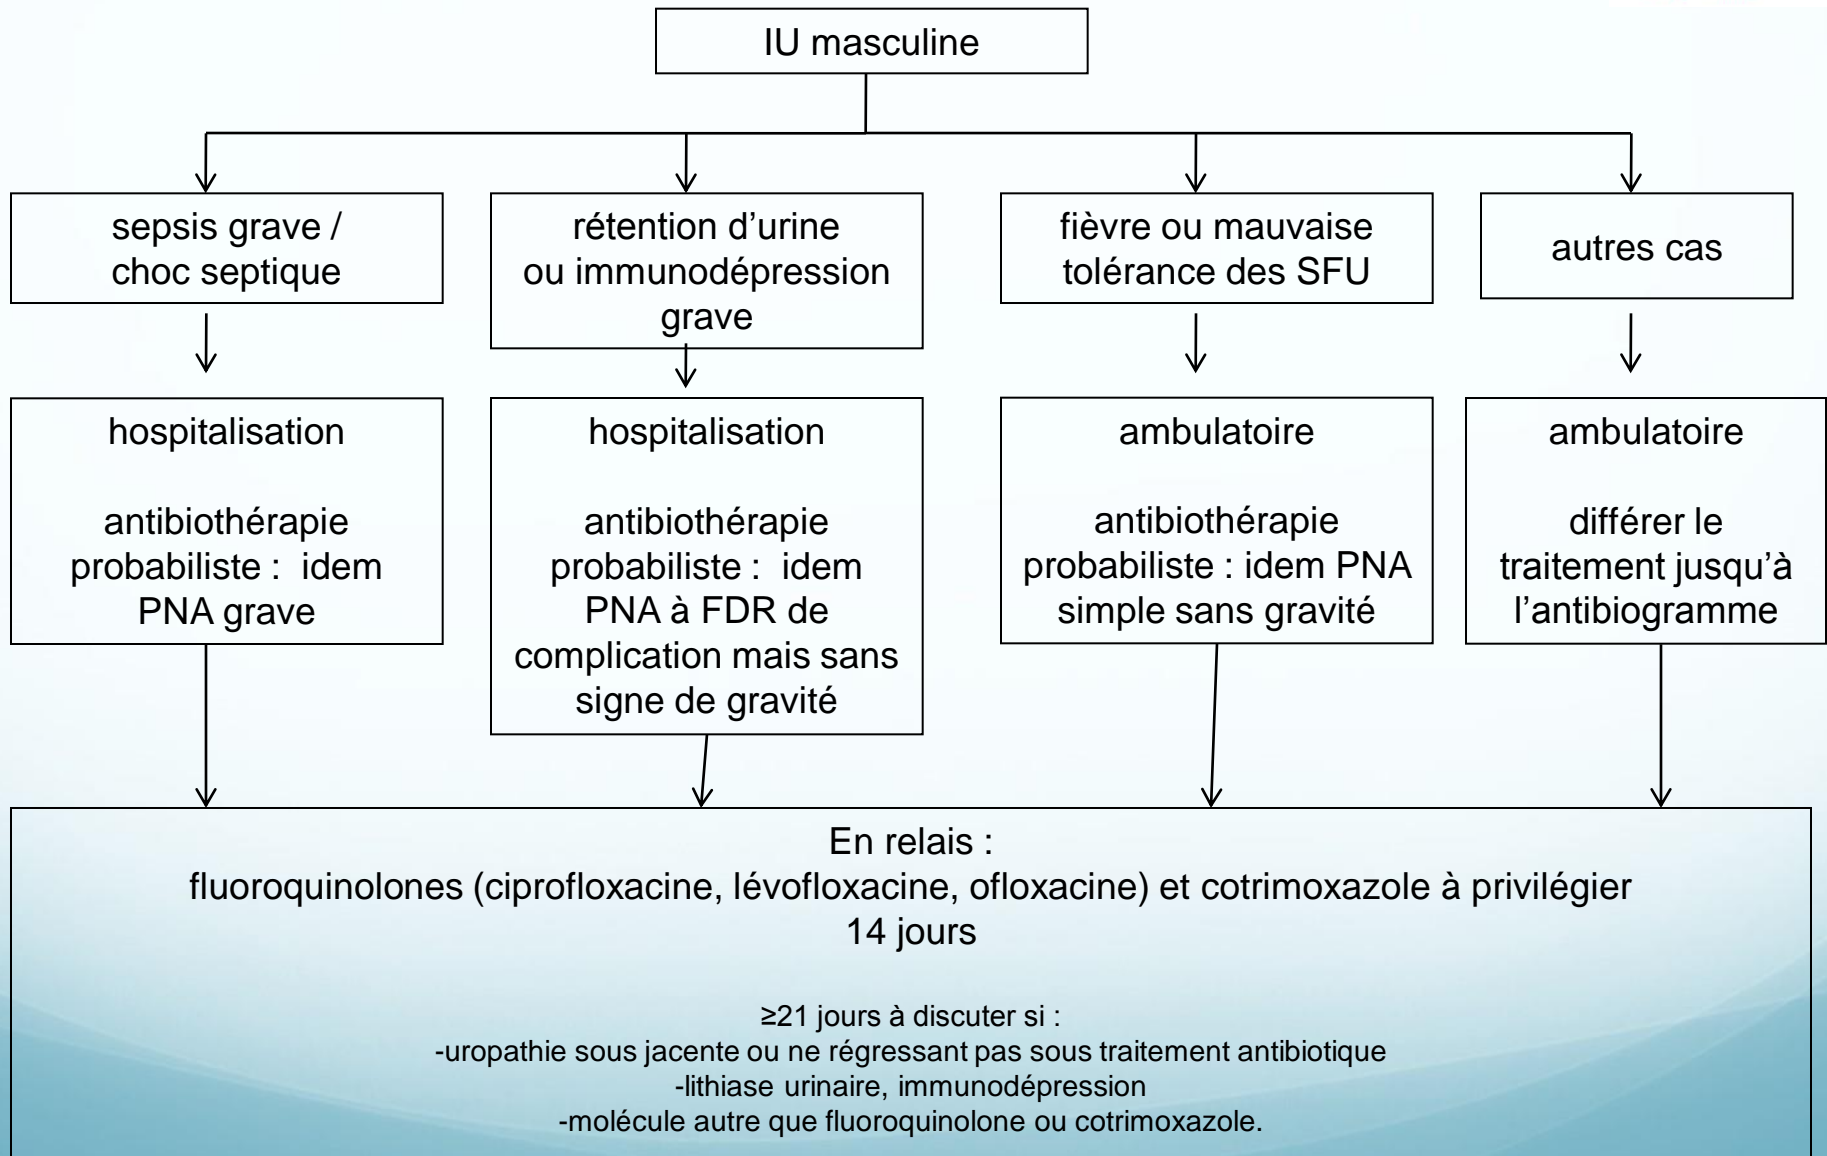 IU masculine
sepsis grave /
choc septique
rétention d'urine
ou immunodépression
grave
fièvre ou mauvaise
tolérance des SFU
autres cas
hospitalisation
antibiothérapie
probabiliste :  idem
PNA grave
hospitalisation
antibiothérapie
probabiliste :  idem
PNA à FDR de
complication mais sans
signe de gravité
ambulatoire
antibiothérapie
probabiliste : idem PNA
simple sans gravité
ambulatoire
différer le
traitement jusqu'à
l'antibiogramme
En relais :
fluoroquinolones (ciprofloxacine, lévofloxacine, ofloxacine) et cotrimoxazole à privilégier
14 jours
≥21 jours à discuter si :
-uropathie sous jacente ou ne régressant pas sous traitement antibiotique
-lithiase urinaire, immunodépression
-molécule autre que fluoroquinolone ou cotrimoxazole.